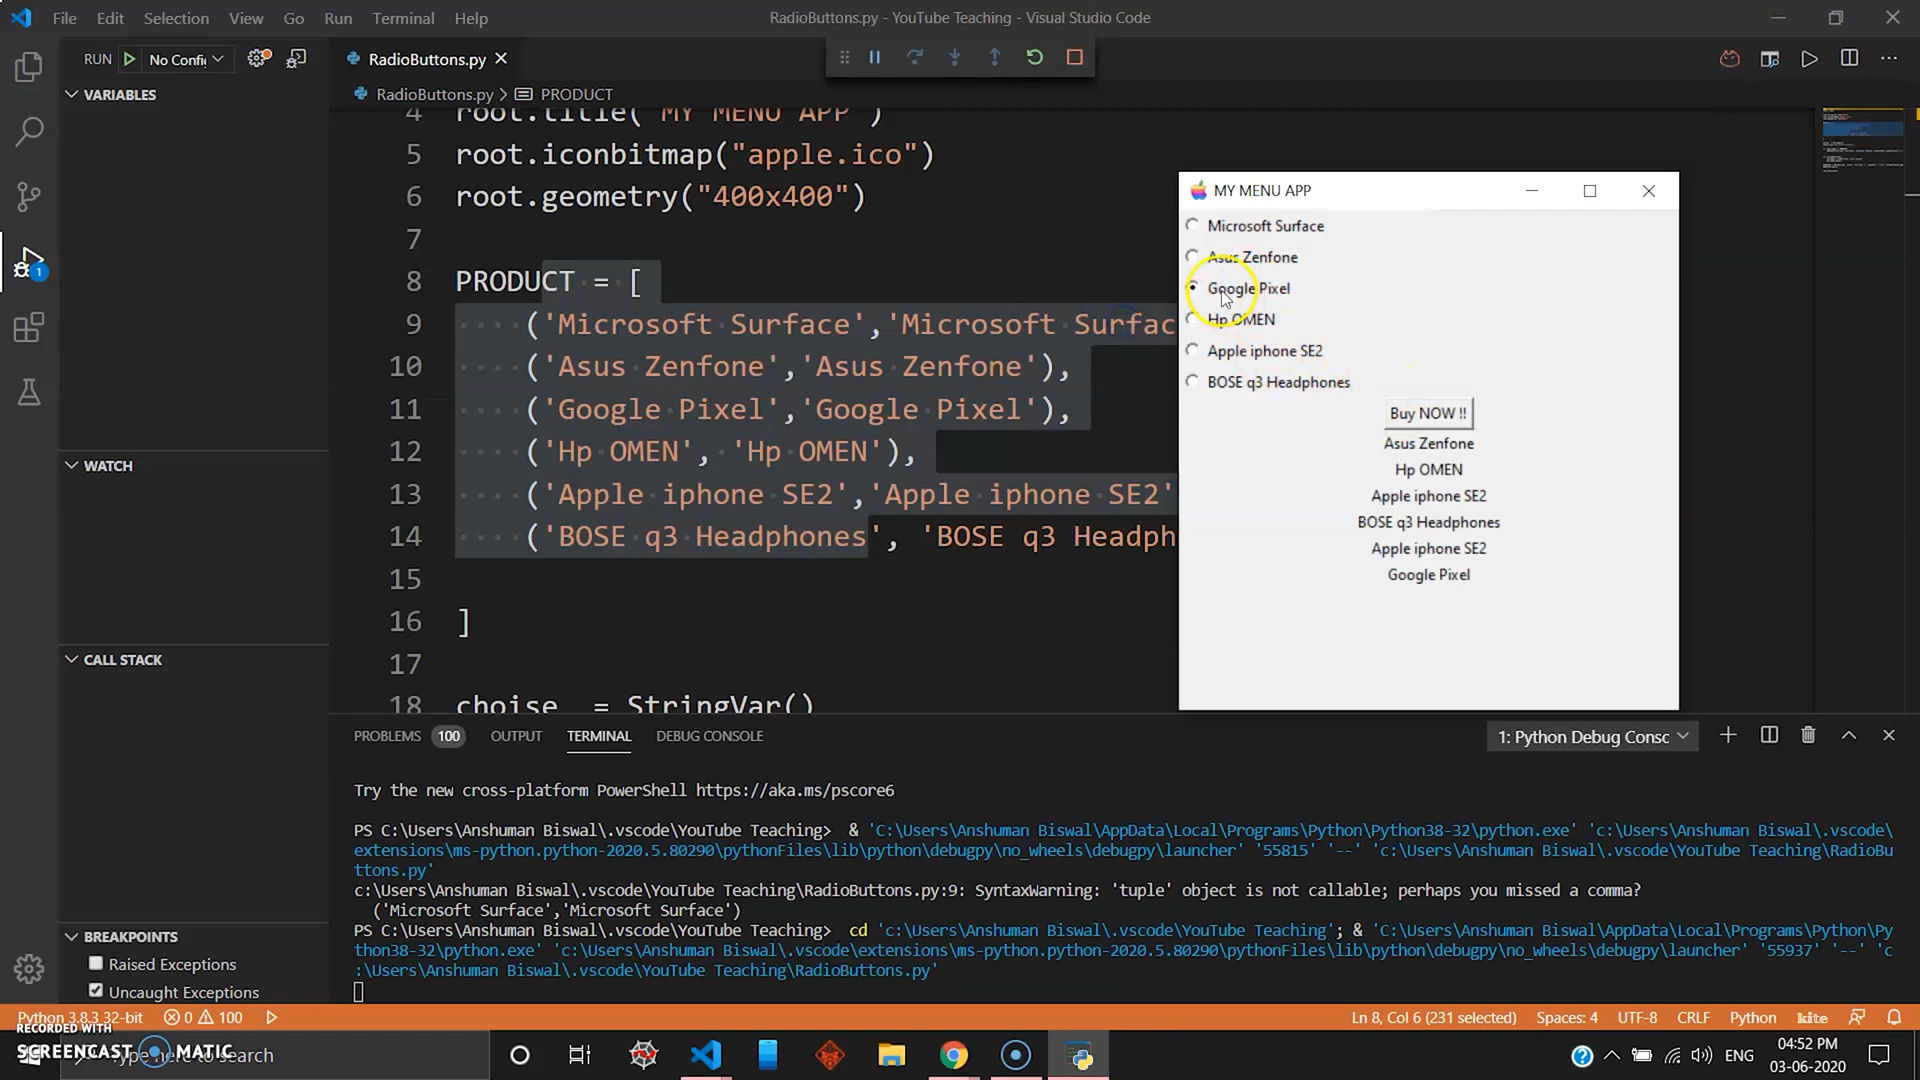 File Edit Selection View Go Run Terminal Help
RadioButtons.py - YouTube Teaching - Visual Studio Code
RUN No Config
RadioButtons.py
VARIABLES
RadioButtons.py > PRODUCT
4 root.title("MY MENU APP")
5 root.iconbitmap("apple.ico")
6 root.geometry("400x400")
7
8 PRODUCT = [
9 ('Microsoft Surface','Microsoft Surfac
10 ('Asus Zenfone','Asus Zenfone'),
11 ('Google Pixel','Google Pixel'),
12 ('Hp OMEN', 'Hp OMEN'),
13 ('Apple iphone SE2','Apple iphone SE2'
14 ('BOSE q3 Headphones', 'BOSE q3 Headph
15
16 ]
17
18 choise = StringVar()
MY MENU APP
Microsoft Surface
Asus Zenfone
Google Pixel
Hp OMEN
Apple iphone SE2
BOSE q3 Headphones
Buy NOW !!
Asus Zenfone
Hp OMEN
Apple iphone SE2
BOSE q3 Headphones
Apple iphone SE2
Google Pixel
1
WATCH
CALL STACK
BREAKPOINTS
Raised Exceptions
Uncaught Exceptions
PROBLEMS 100 OUTPUT TERMINAL DEBUG CONSOLE
1: Python Debug Consc
Try the new cross-platform PowerShell https://aka.ms/pscore6
PS C:\Users\Anshuman Biswal\.vscode\YouTube Teaching> & 'C:\Users\Anshuman Biswal\AppData\Local\Programs\Python\Python38-32\python.exe' 'c:\Users\Anshuman Biswal\.vscode\
extensions\ms-python.python-2020.5.80290\pythonFiles\lib\python\debugpy\no_wheels\debugpy\launcher' '55815' '--' 'c:\Users\Anshuman Biswal\.vscode\YouTube Teaching\RadioBu
ttons.py'
c:\Users\Anshuman Biswal\.vscode\YouTube Teaching\RadioButtons.py:9: SyntaxWarning: 'tuple' object is not callable; perhaps you missed a comma?
('Microsoft Surface','Microsoft Surface')
PS C:\Users\Anshuman Biswal\.vscode\YouTube Teaching> cd 'c:\Users\Anshuman Biswal\.vscode\YouTube Teaching'; & 'C:\Users\Anshuman Biswal\AppData\Local\Programs\Python\Py
thon38-32\python.exe' 'c:\Users\Anshuman Biswal\.vscode\extensions\ms-python.python-2020.5.80290\pythonFiles\lib\python\debugpy\no_wheels\debugpy\launcher' '55937' '--' 'c
:\Users\Anshuman Biswal\.vscode\YouTube Teaching\RadioButtons.py'
Python 3.8.3 32-bit 0 100
Ln 8, Col 6 (231 selected) Spaces: 4 UTF-8 CRLF Python kite
RECORDED WITH
SCREENCAST MATIC
Type here to search
ENG
04:52 PM
03-06-2020